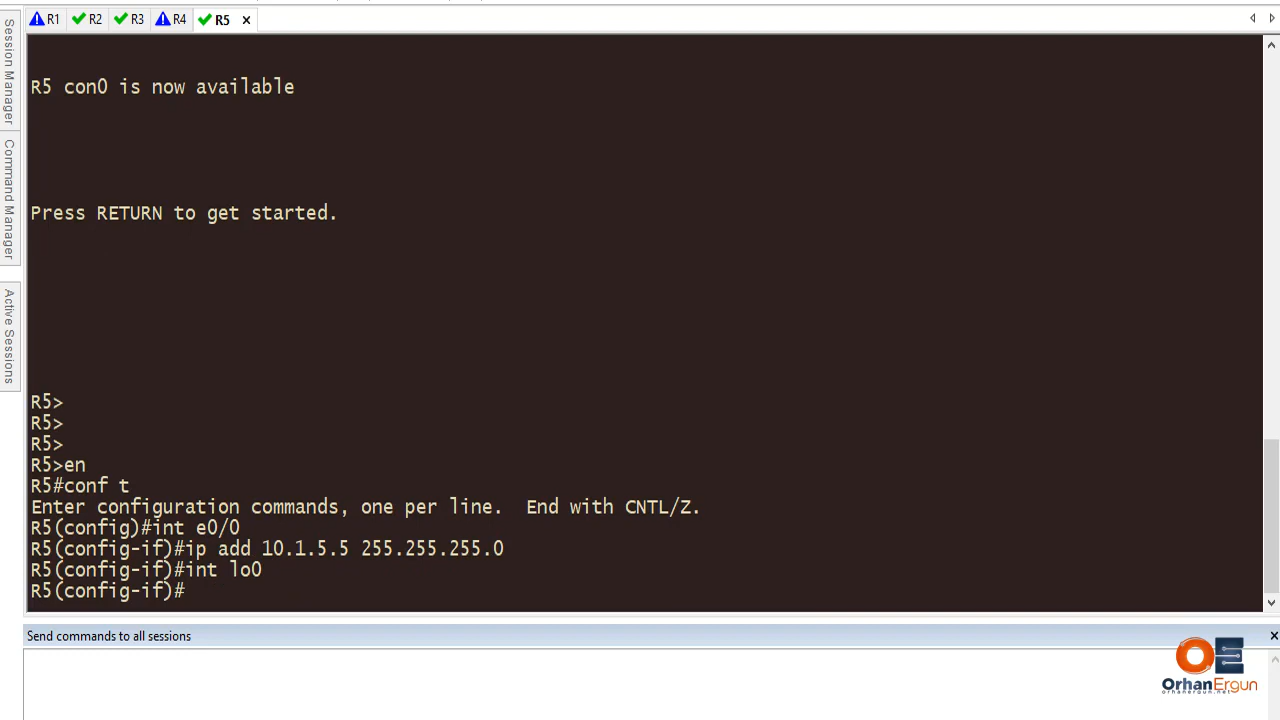 R1
R2
R3
R4
R5
Session Manager
Command Manager
Active Sessions
R5 con0 is now available
Press RETURN to get started.
R5>
R5>
R5>
R5>en
R5#conf t
Enter configuration commands, one per line.  End with CNTL/Z.
R5(config)#int e0/0
R5(config-if)#ip add 10.1.5.5 255.255.255.0
R5(config-if)#int lo0
R5(config-if)#
Send commands to all sessions
OrhanErgun
orhanergun.net